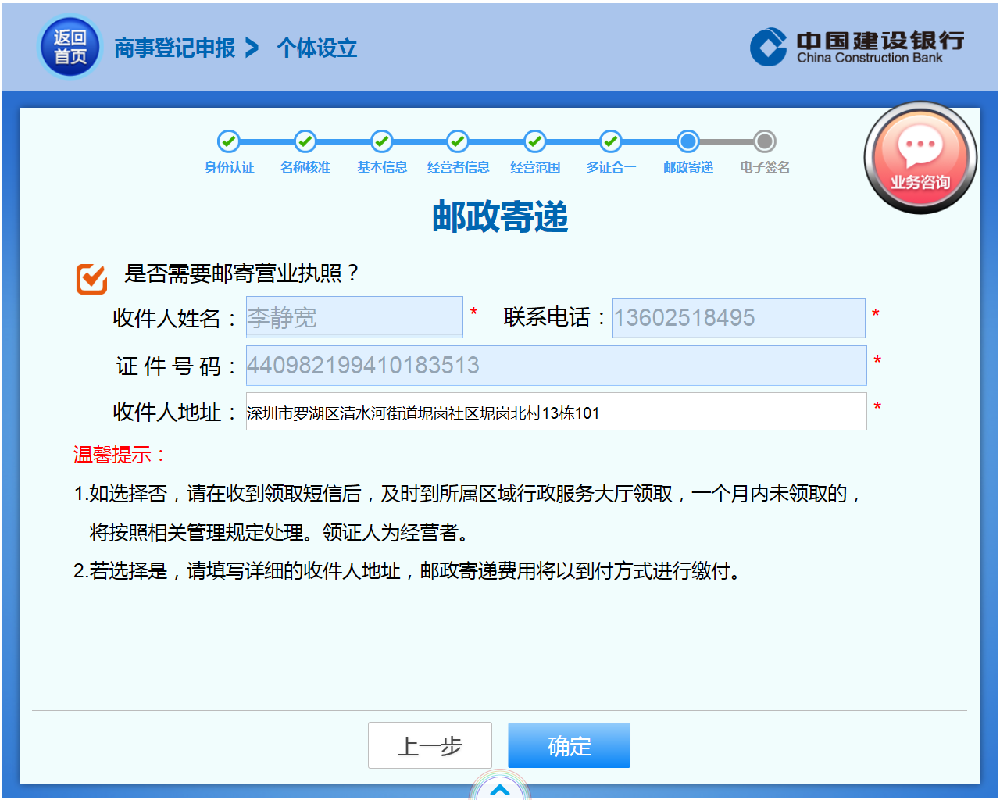 返回
首页
商事登记申报 > 个体设立
中国建设银行
China Construction Bank
身份认证 名称核准 基本信息 经营者信息 经营范围 多证合一 邮政寄递 电子签名
业务咨询
邮政寄递
是否需要邮寄营业执照？
收件人姓名： 李静宽 * 联系电话： 13602518495 *
证件号码： 440982199410183513 *
收件人地址： 深圳市罗湖区清水河街道坭岗社区坭岗北村13栋101 *
温馨提示：
1.如选择否，请在收到领取短信后，及时到所属区域行政服务大厅领取，一个月内未领取的，
将按照相关管理规定处理。领证人为经营者。
2.若选择是，请填写详细的收件人地址，邮政寄递费用将以到付方式进行缴付。
上一步 确定